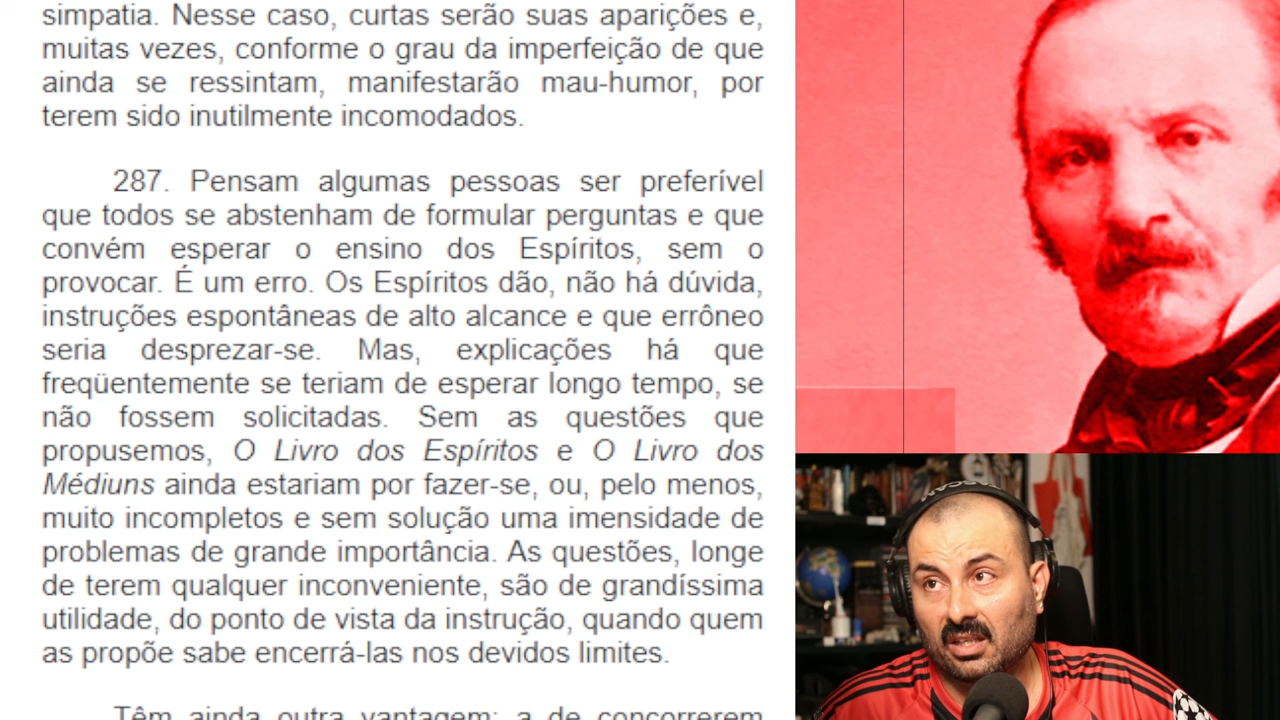 simpatia. Nesse caso, curtas serão suas aparições e,
muitas vezes, conforme o grau da imperfeição de que
ainda se ressintam, manifestarão mau-humor, por
terem sido inutilmente incomodados.
287. Pensam algumas pessoas ser preferível
que todos se abstenham de formular perguntas e que
convém esperar o ensino dos Espíritos, sem o
provocar. É um erro. Os Espíritos dão, não há dúvida,
instruções espontâneas de alto alcance e que errôneo
seria desprezar-se. Mas, explicações há que
freqüentemente se teriam de esperar longo tempo, se
não fossem solicitadas. Sem as questões que
propusemos, O Livro dos Espíritos e O Livro dos
Médiuns ainda estariam por fazer-se, ou, pelo menos,
muito incompletos e sem solução uma imensidade de
problemas de grande importância. As questões, longe
de terem qualquer inconveniente, são de grandíssima
utilidade, do ponto de vista da instrução, quando quem
as propõe sabe encerrá-las nos devidos limites.
Têm ainda outra vantagem: a de concorrerem